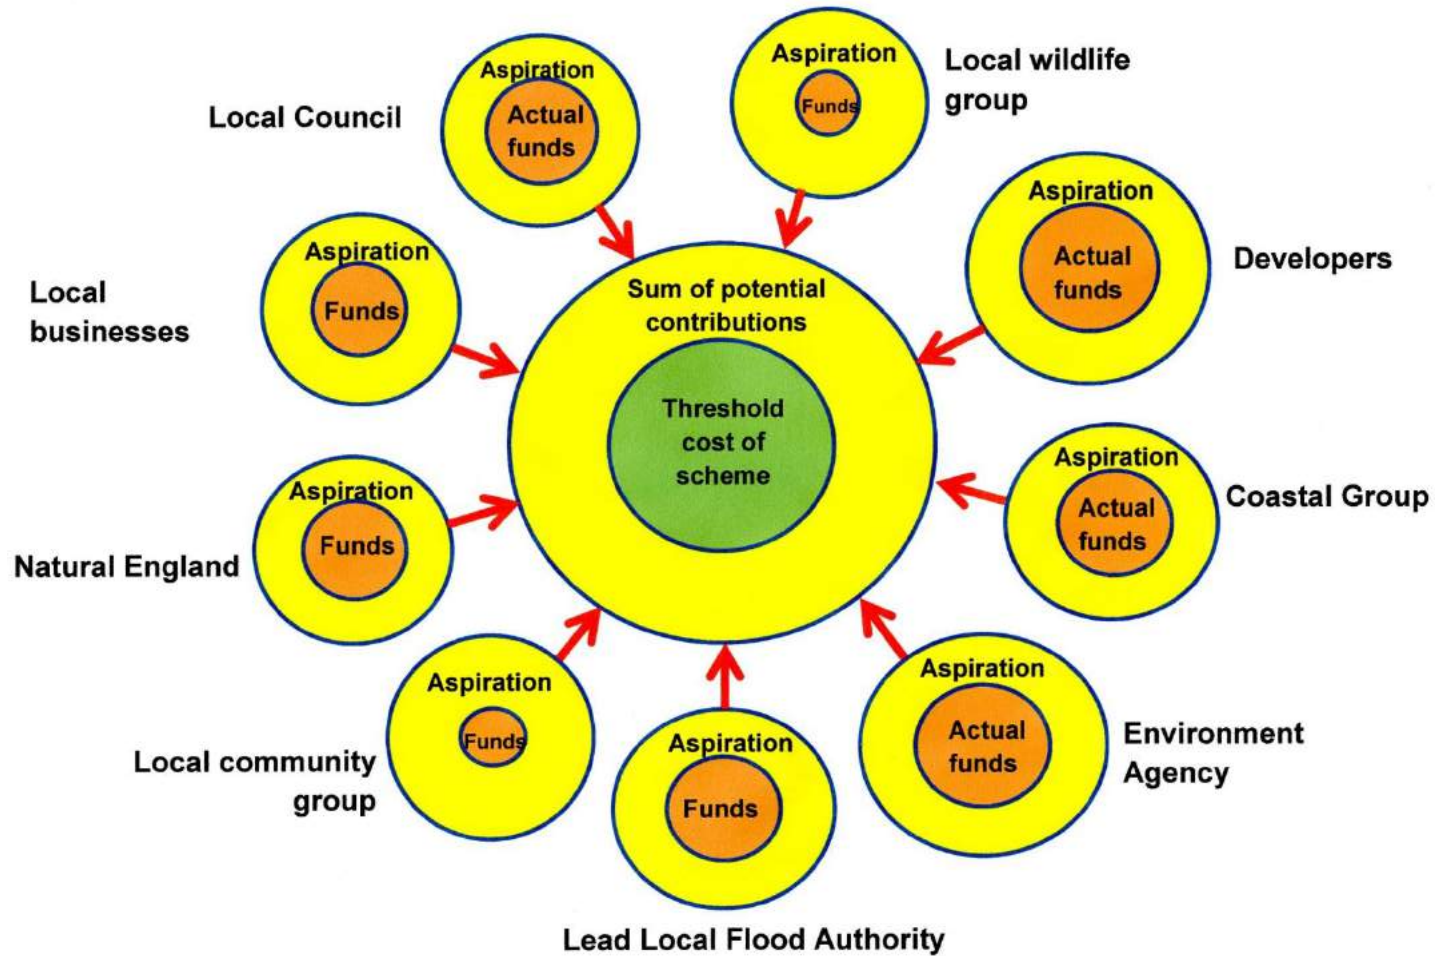 Local Council
Aspiration
Actual
funds
Aspiration
Funds
Local wildlife
group
Aspiration
Actual
funds
Developers
Local
businesses
Aspiration
Funds
Sum of potential
contributions
Threshold
cost of
scheme
Aspiration
Actual
funds
Coastal Group
Natural England
Aspiration
Funds
Local community
group
Aspiration
Funds
Aspiration
Funds
Lead Local Flood Authority
Aspiration
Actual
funds
Environment
Agency